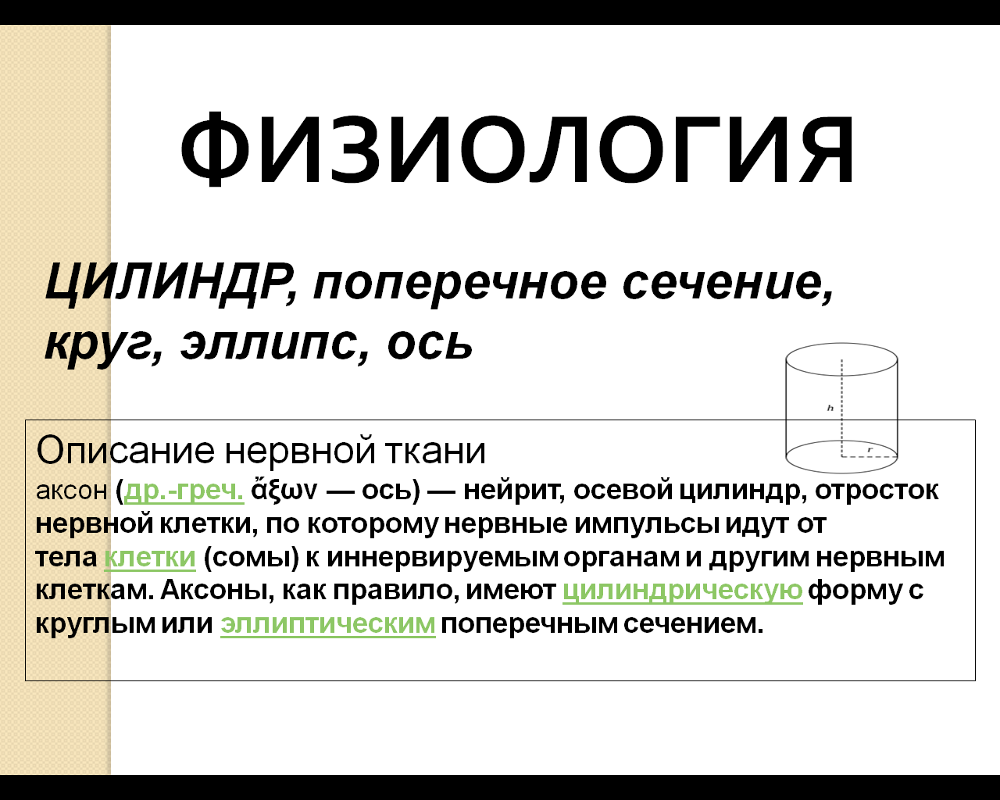 ФИЗИОЛОГИЯ
ЦИЛИНДР, поперечное сечение,
круг, эллипс, ось
h
r
Описание нервной ткани
аксон (др.-греч. ἄξων — ось) — нейрит, осевой цилиндр, отросток
нервной клетки, по которому нервные импульсы идут от
тела клетки (сомы) к иннервируемым органам и другим нервным
клеткам. Аксоны, как правило, имеют цилиндрическую форму с
круглым или эллиптическим поперечным сечением.